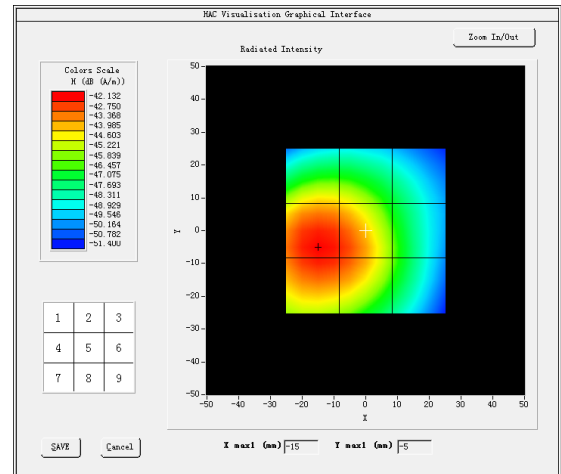 HAC Visualisation Graphical Interface
Zoom In/Out
Radiated Intensity
Colors Scale
H (dB (A/m))
-42.132
-42.750
-43.368
-43.985
-44.603
-45.221
-45.839
-46.457
-47.075
-47.693
-48.311
-48.929
-49.546
-50.164
-50.782
-51.400
50
40
30
20
10
0
-10
-20
-30
-40
-50
Y
-50 -40 -30 -20 -10 0 10 20 30 40 50
X
1 2 3
4 5 6
7 8 9
SAVE Cancel
X max1 (mm) -15 Y max1 (mm) -5